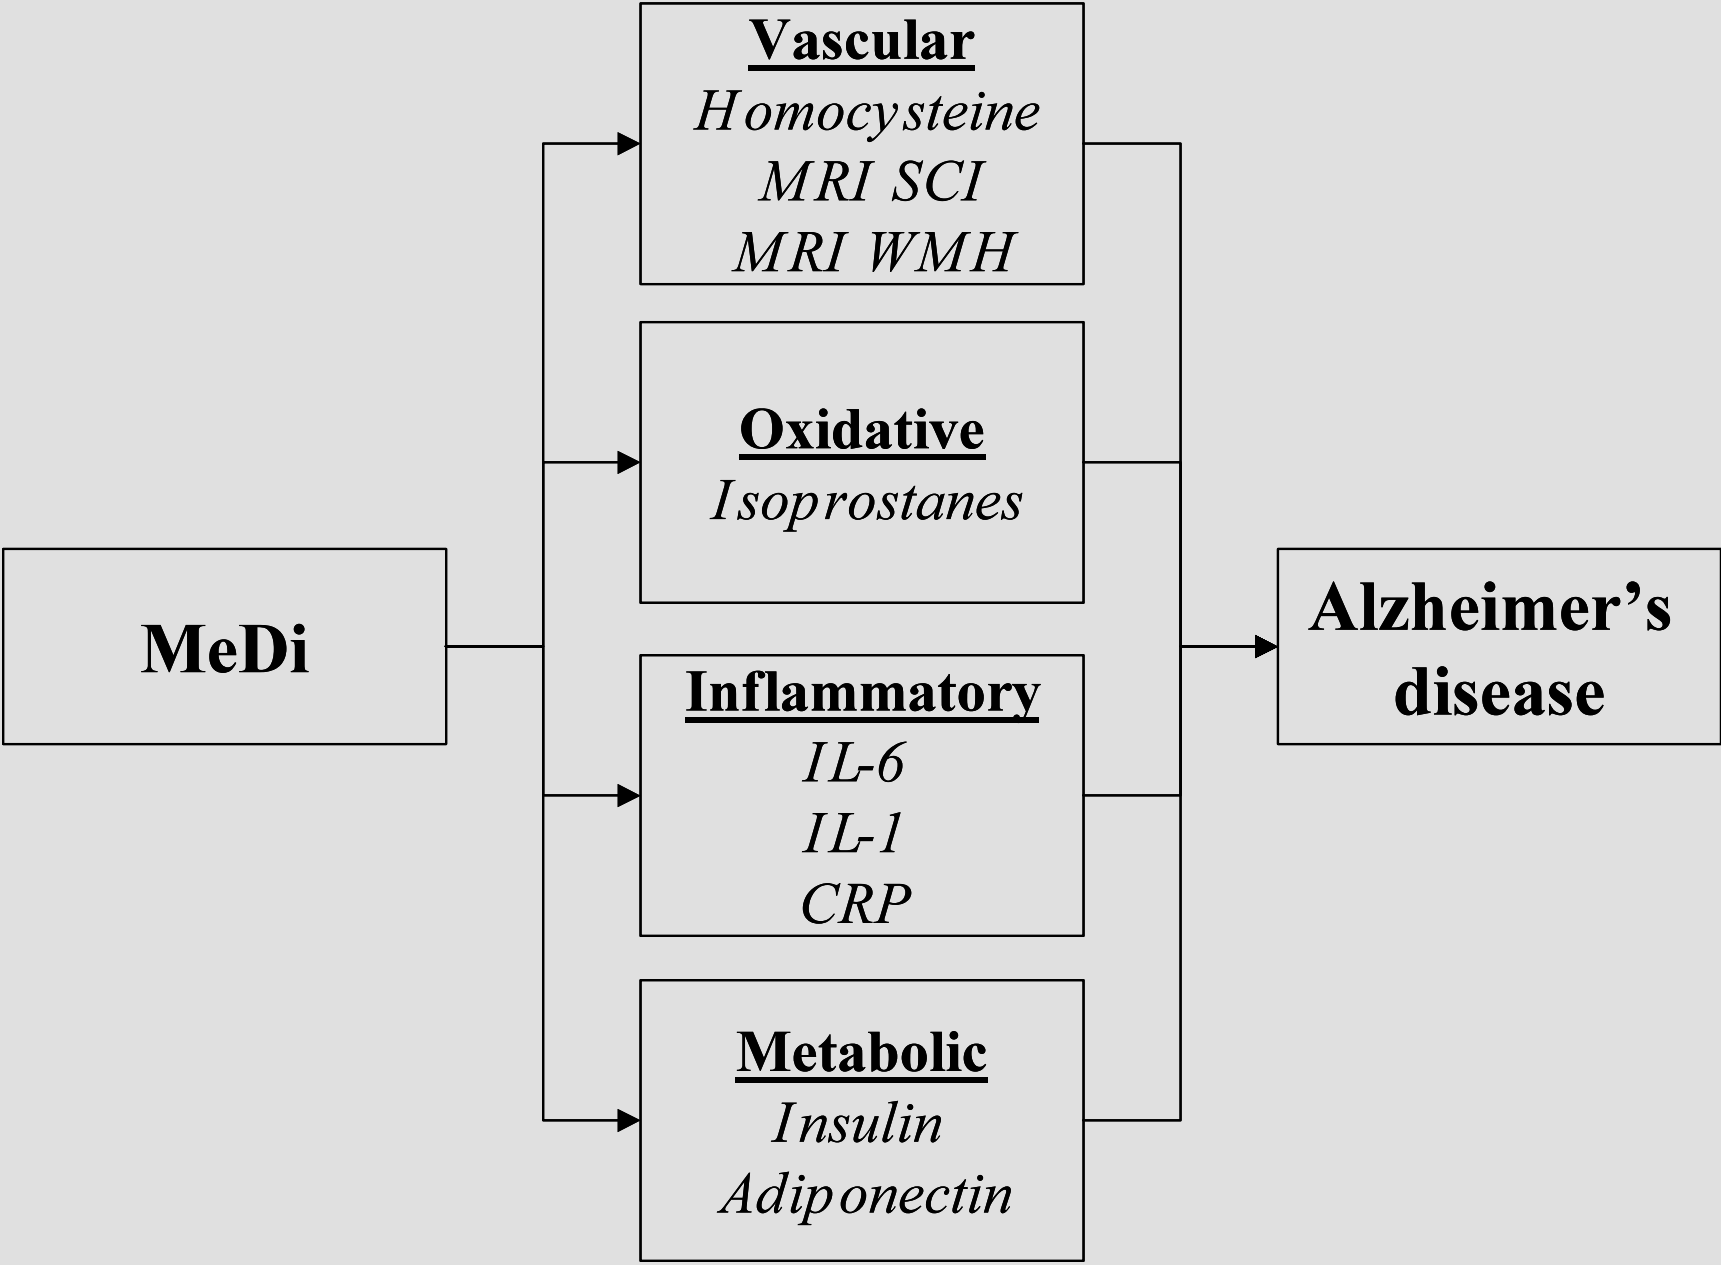 MeDi
Vascular
Homocysteine
MRI SCI
MRI WMH
Oxidative
Isoprostanes
Inflammatory
IL-6
IL-1
CRP
Metabolic
Insulin
Adiponectin
Alzheimer’s
disease